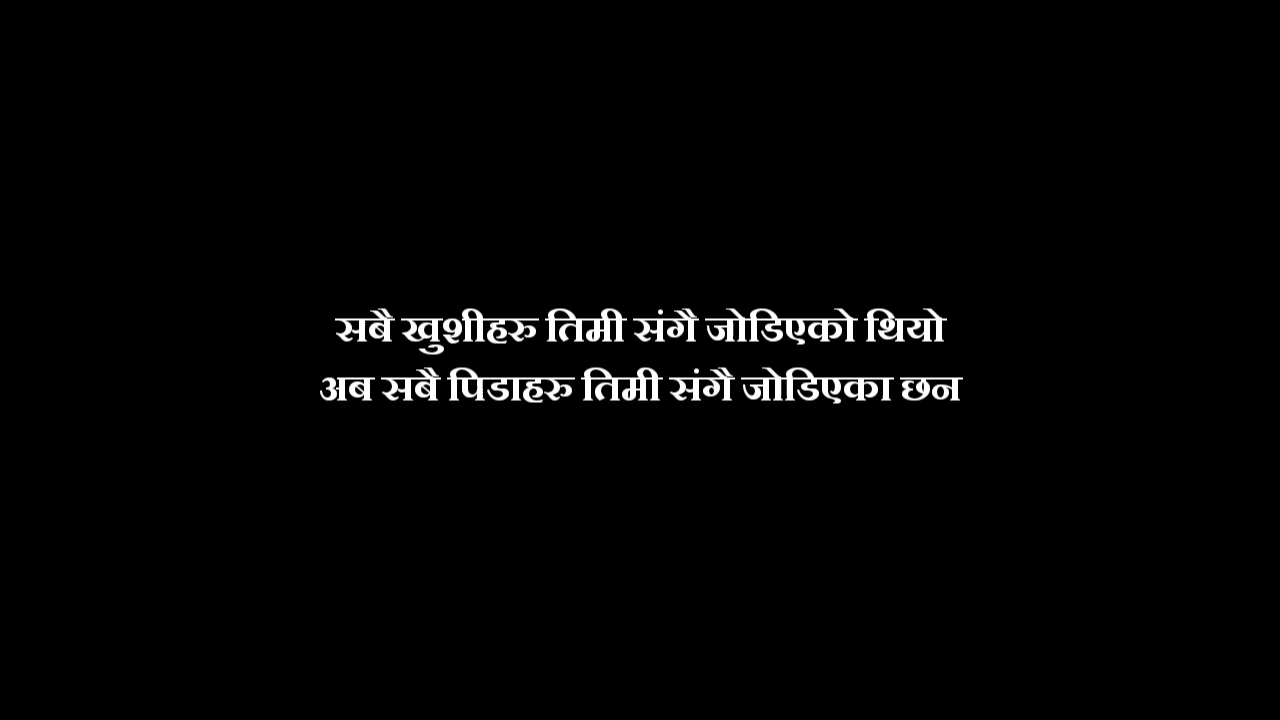 सबै खुशीहरु तिमी संगै जोडिएको थियो
अब सबै पिडाहरु तिमी संगै जोडिएका छन